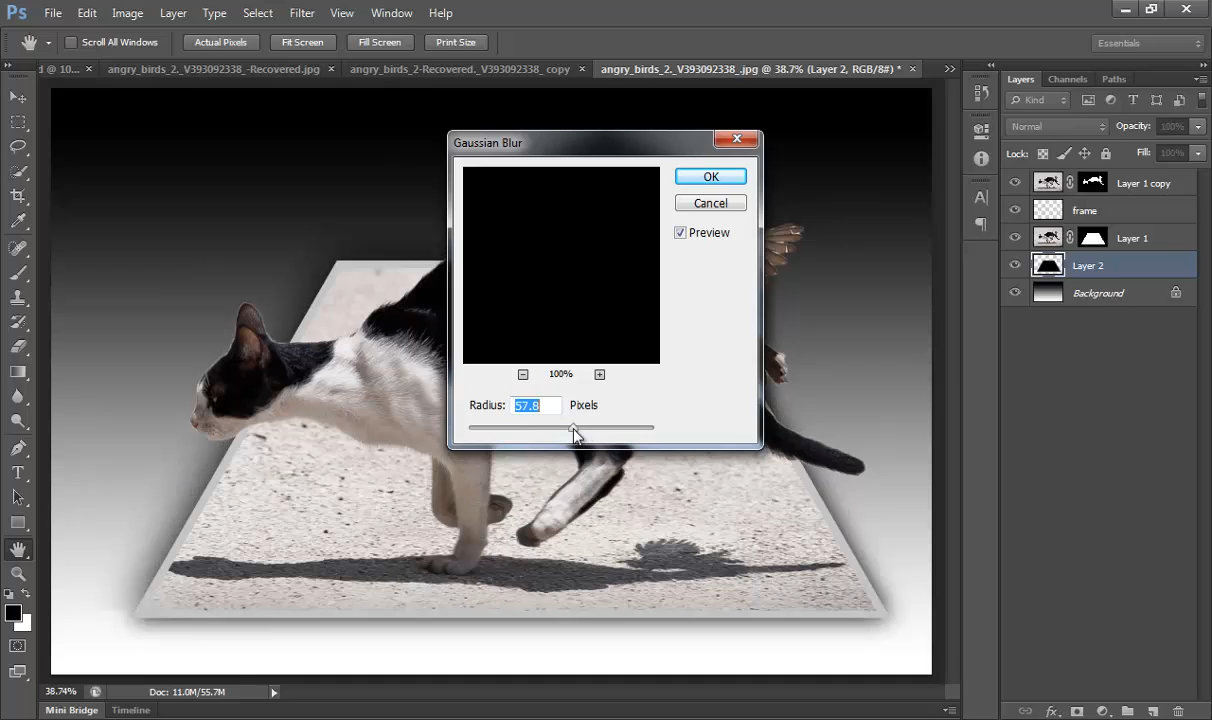 Ps File Edit Image Layer Type Select Filter View Window Help
Scroll All Windows Actual Pixels Fit Screen Fill Screen Print Size Essentials
d @ 10... × angry_birds_2._V393092338_-Recovered.jpg × angry_birds_2-Recovered._V393092338_ copy × angry_birds_2._V393092338_.jpg @ 38.7% (Layer 2, RGB/8#) * ×
Layers Channels Paths
Kind
Normal Opacity: 100%
Lock: Fill: 100%
Layer 1 copy
frame
Layer 1
Layer 2
Background
Gaussian Blur
OK
Cancel
Preview
100%
Radius: 57.8 Pixels
38.74% Doc: 11.0M/55.7M
Mini Bridge Timeline